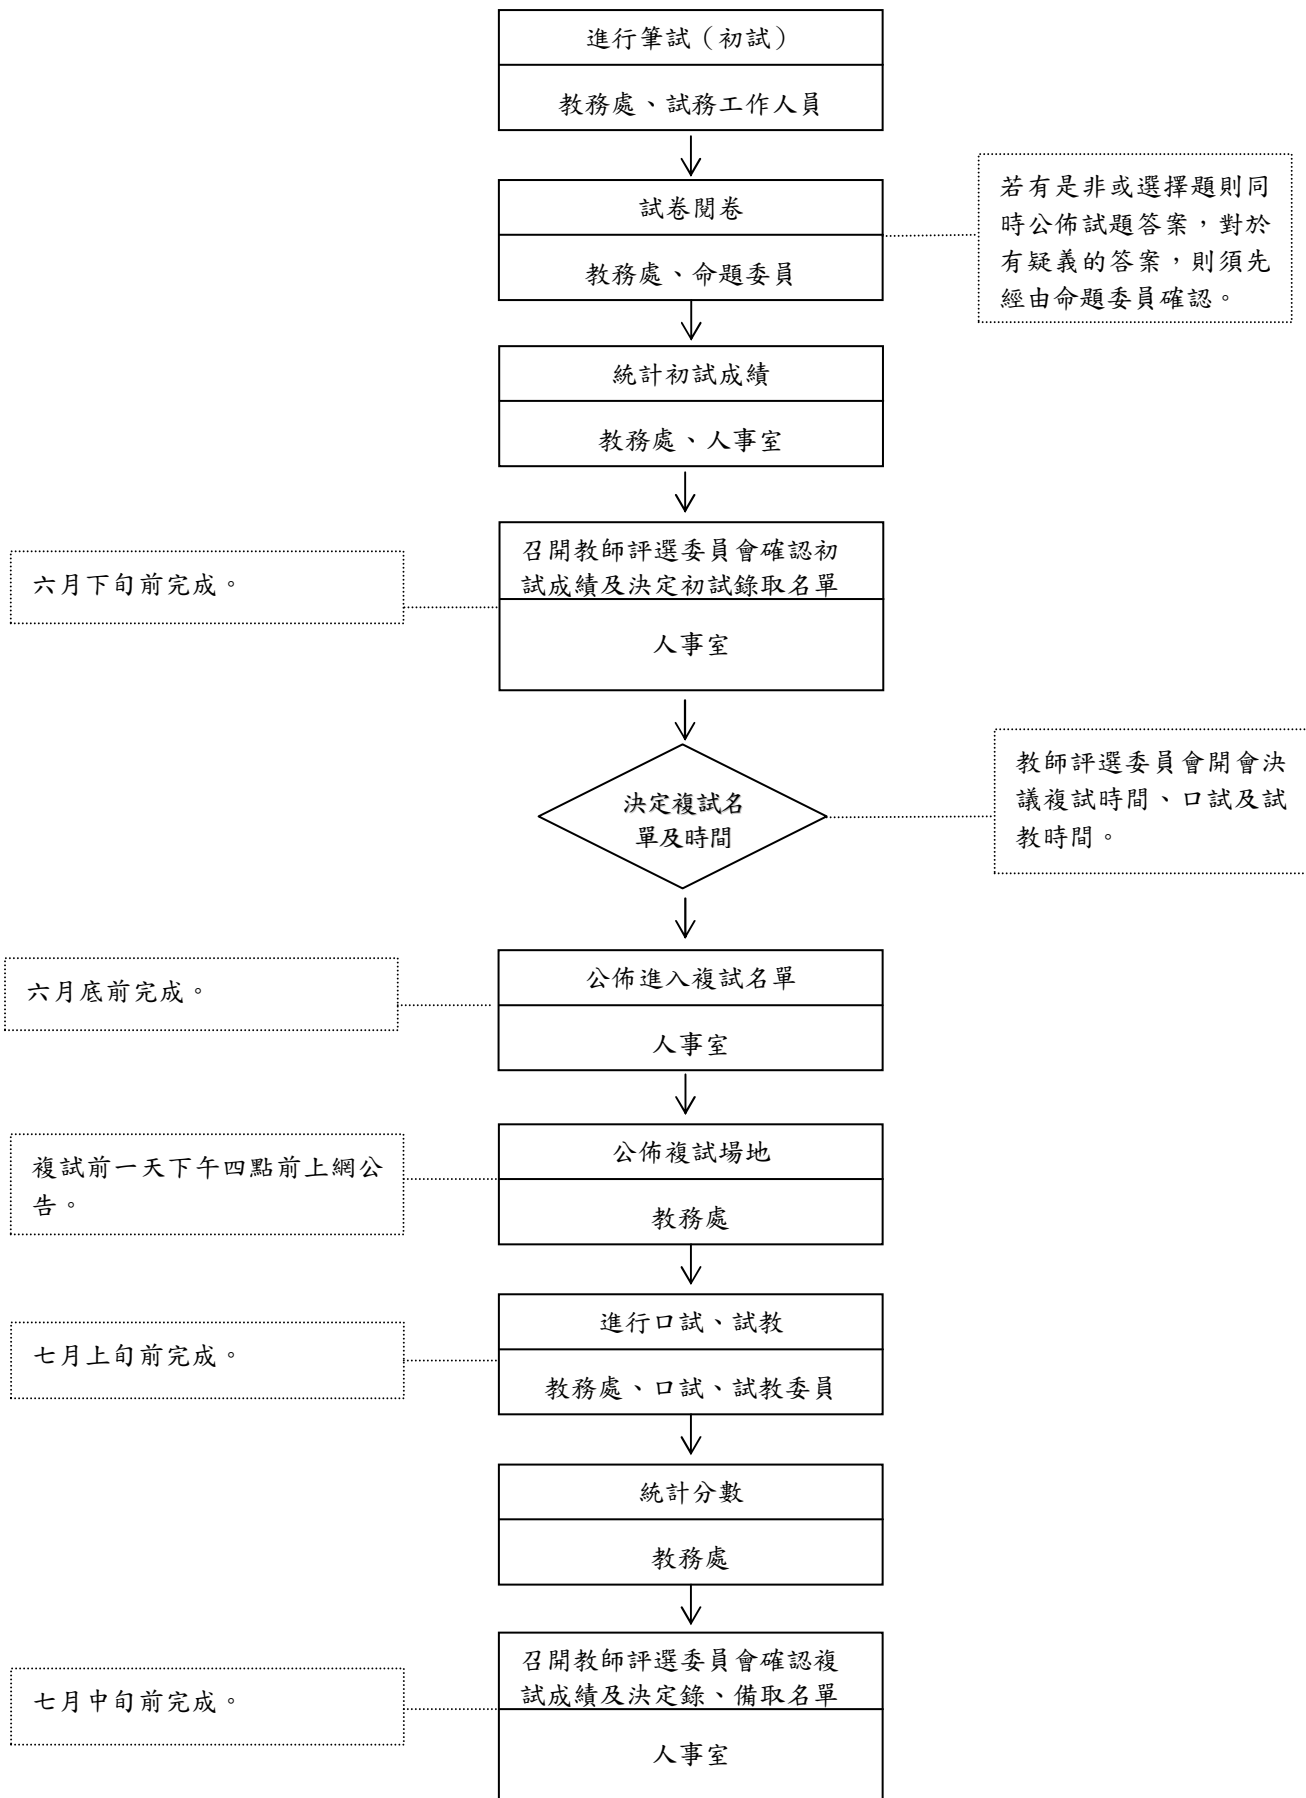 進行筆試（初試）
教務處、試務工作人員
試卷閱卷
教務處、命題委員
若有是非或選擇題則同
時公佈試題答案，對於
有疑義的答案，則須先
經由命題委員確認。
統計初試成績
教務處、人事室
召開教師評選委員會確認初
試成績及決定初試錄取名單
人事室
六月下旬前完成。
決定複試名
單及時間
教師評選委員會開會決
議複試時間、口試及試
教時間。
公佈進入複試名單
人事室
六月底前完成。
公佈複試場地
教務處
複試前一天下午四點前上網公
告。
進行口試、試教
教務處、口試、試教委員
七月上旬前完成。
統計分數
教務處
召開教師評選委員會確認複
試成績及決定錄、備取名單
人事室
七月中旬前完成。